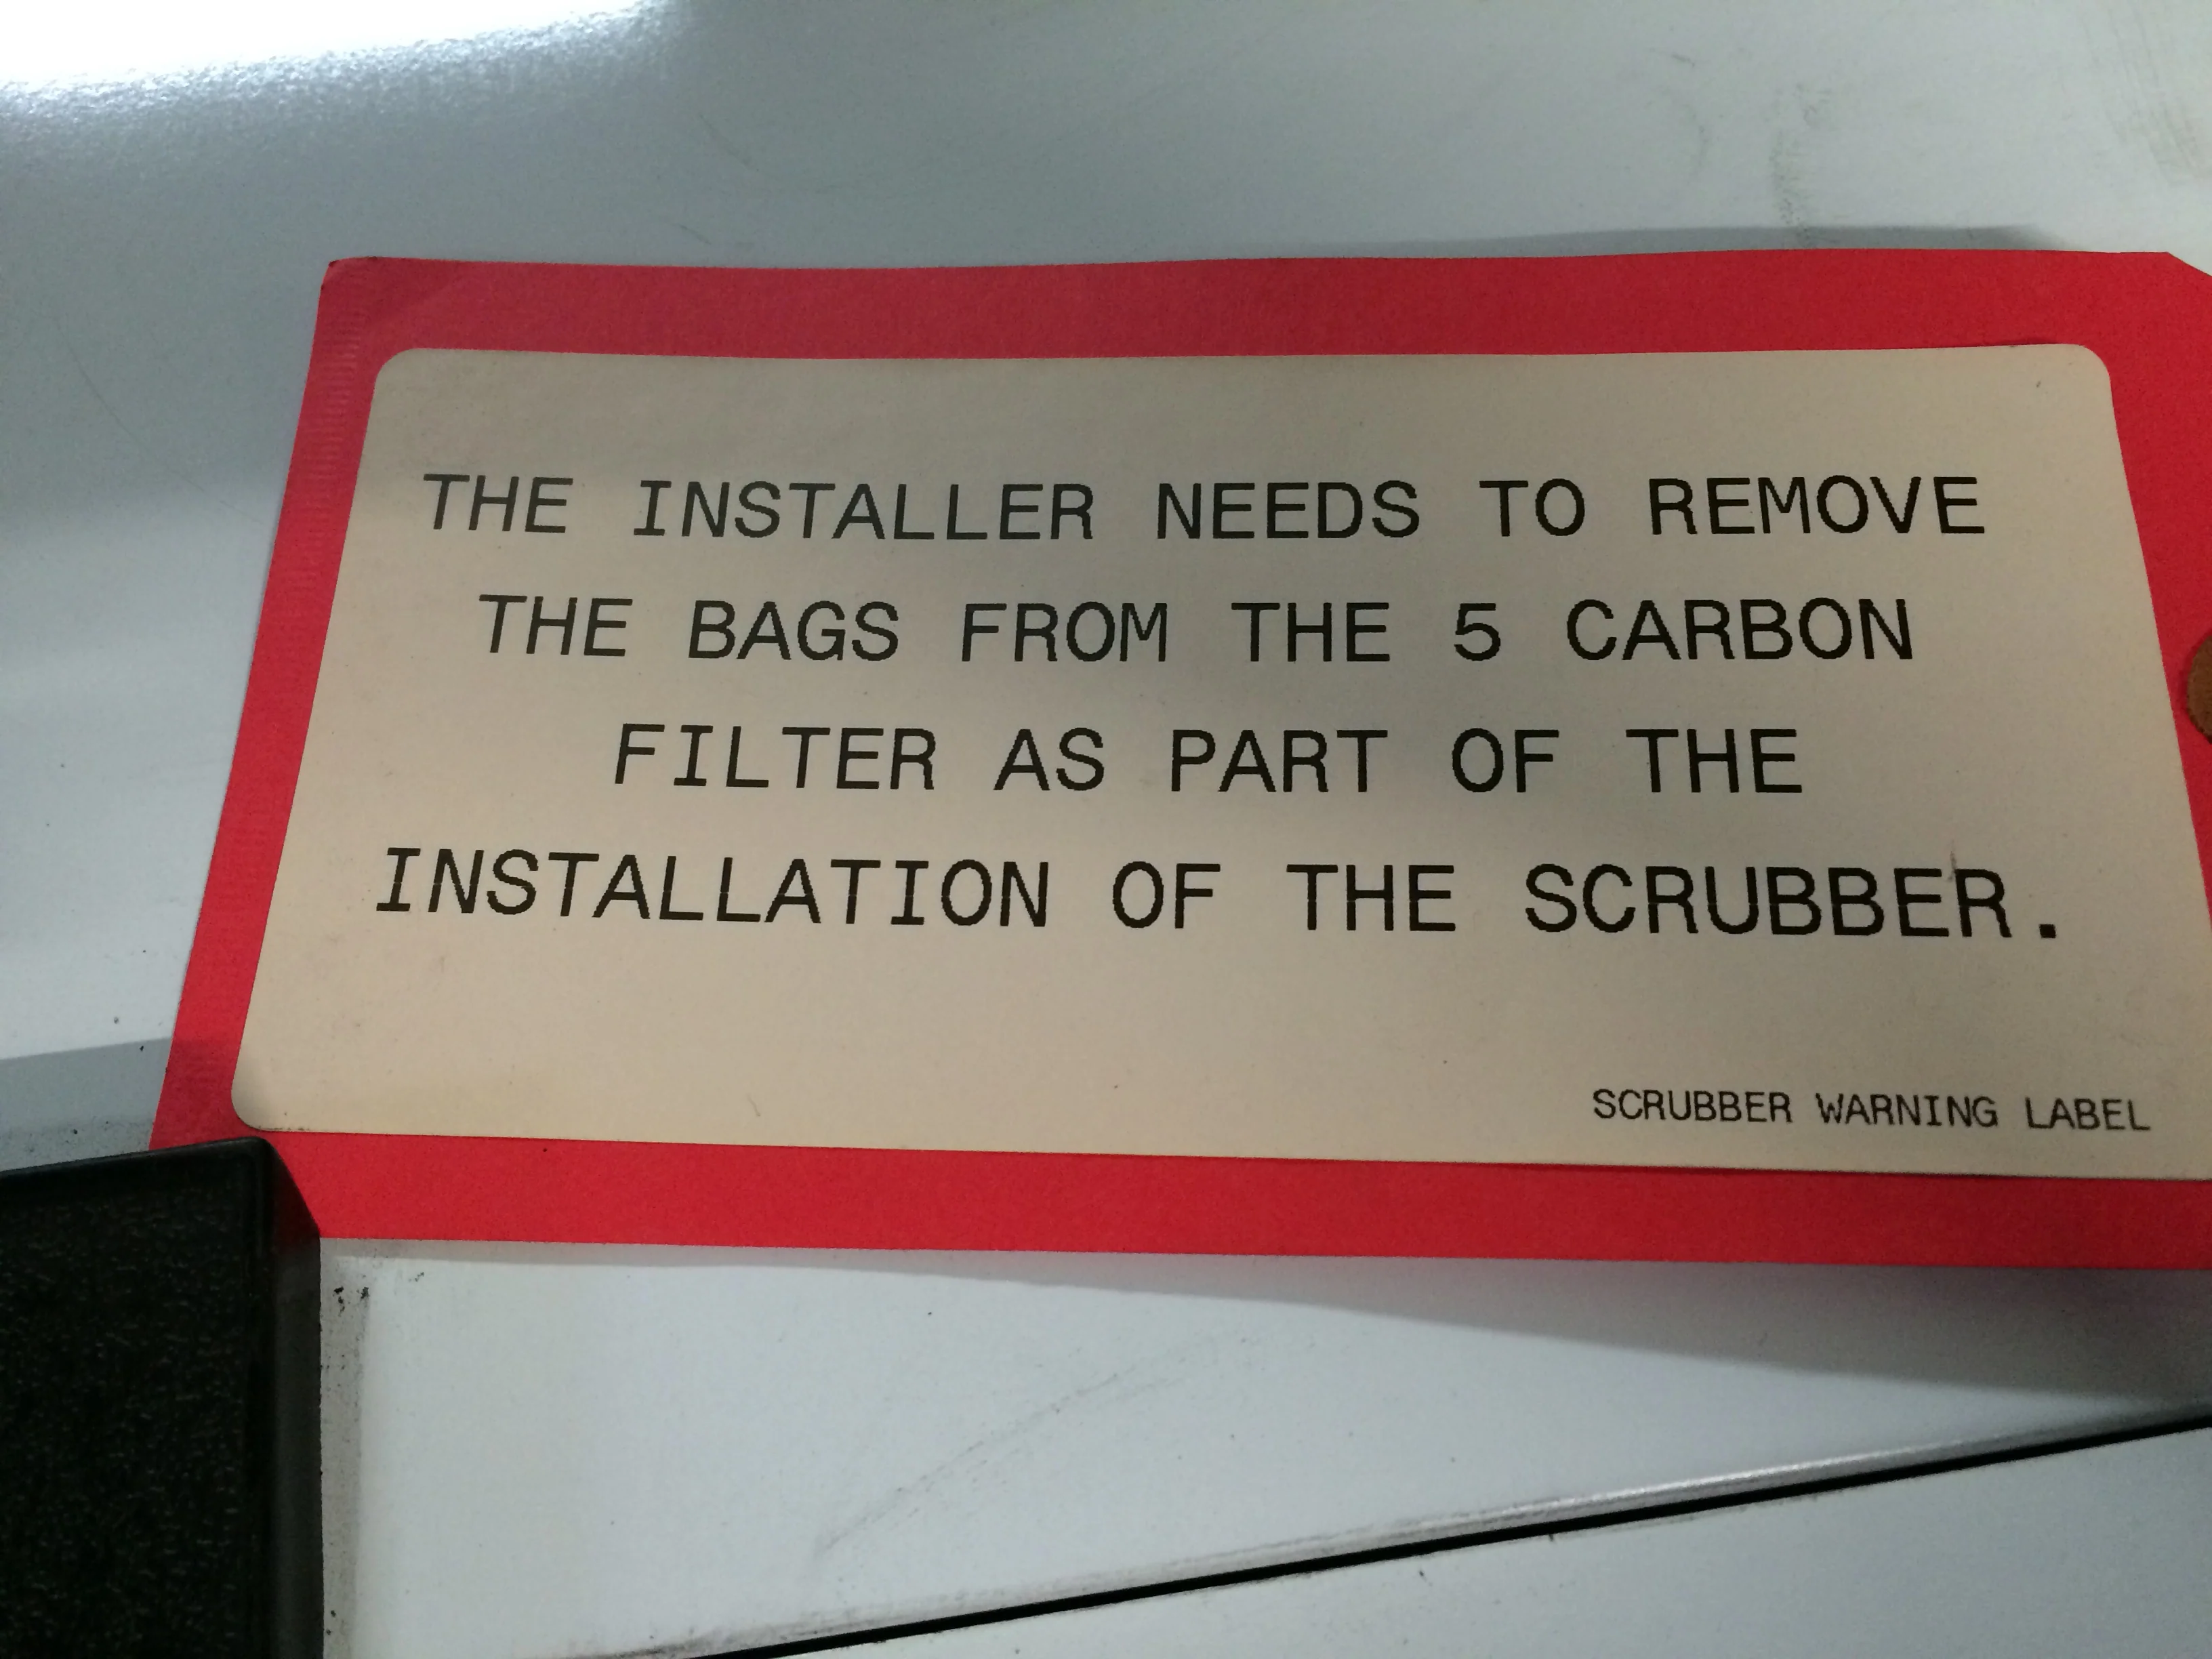 THE INSTALLER NEEDS TO REMOVE
THE BAGS FROM THE 5 CARBON
FILTER AS PART OF THE
INSTALLATION OF THE SCRUBBER.
SCRUBBER WARNING LABEL